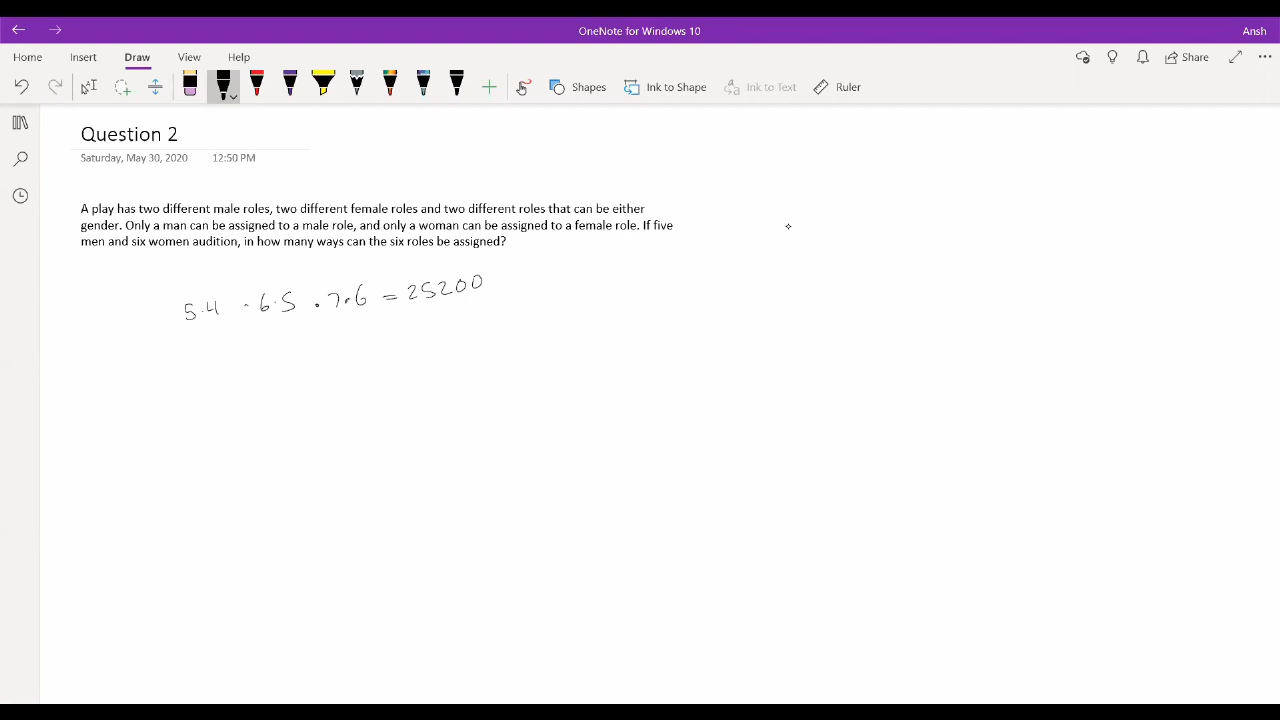 OneNote for Windows 10
Ansh
Home Insert Draw View Help
Share
Shapes Ink to Shape Ink to Text Ruler
Question 2
Saturday, May 30, 2020 12:50 PM
A play has two different male roles, two different female roles and two different roles that can be either
gender. Only a man can be assigned to a male role, and only a woman can be assigned to a female role. If five
men and six women audition, in how many ways can the six roles be assigned?
5.4 · 6.5 · 7.6 = 25200